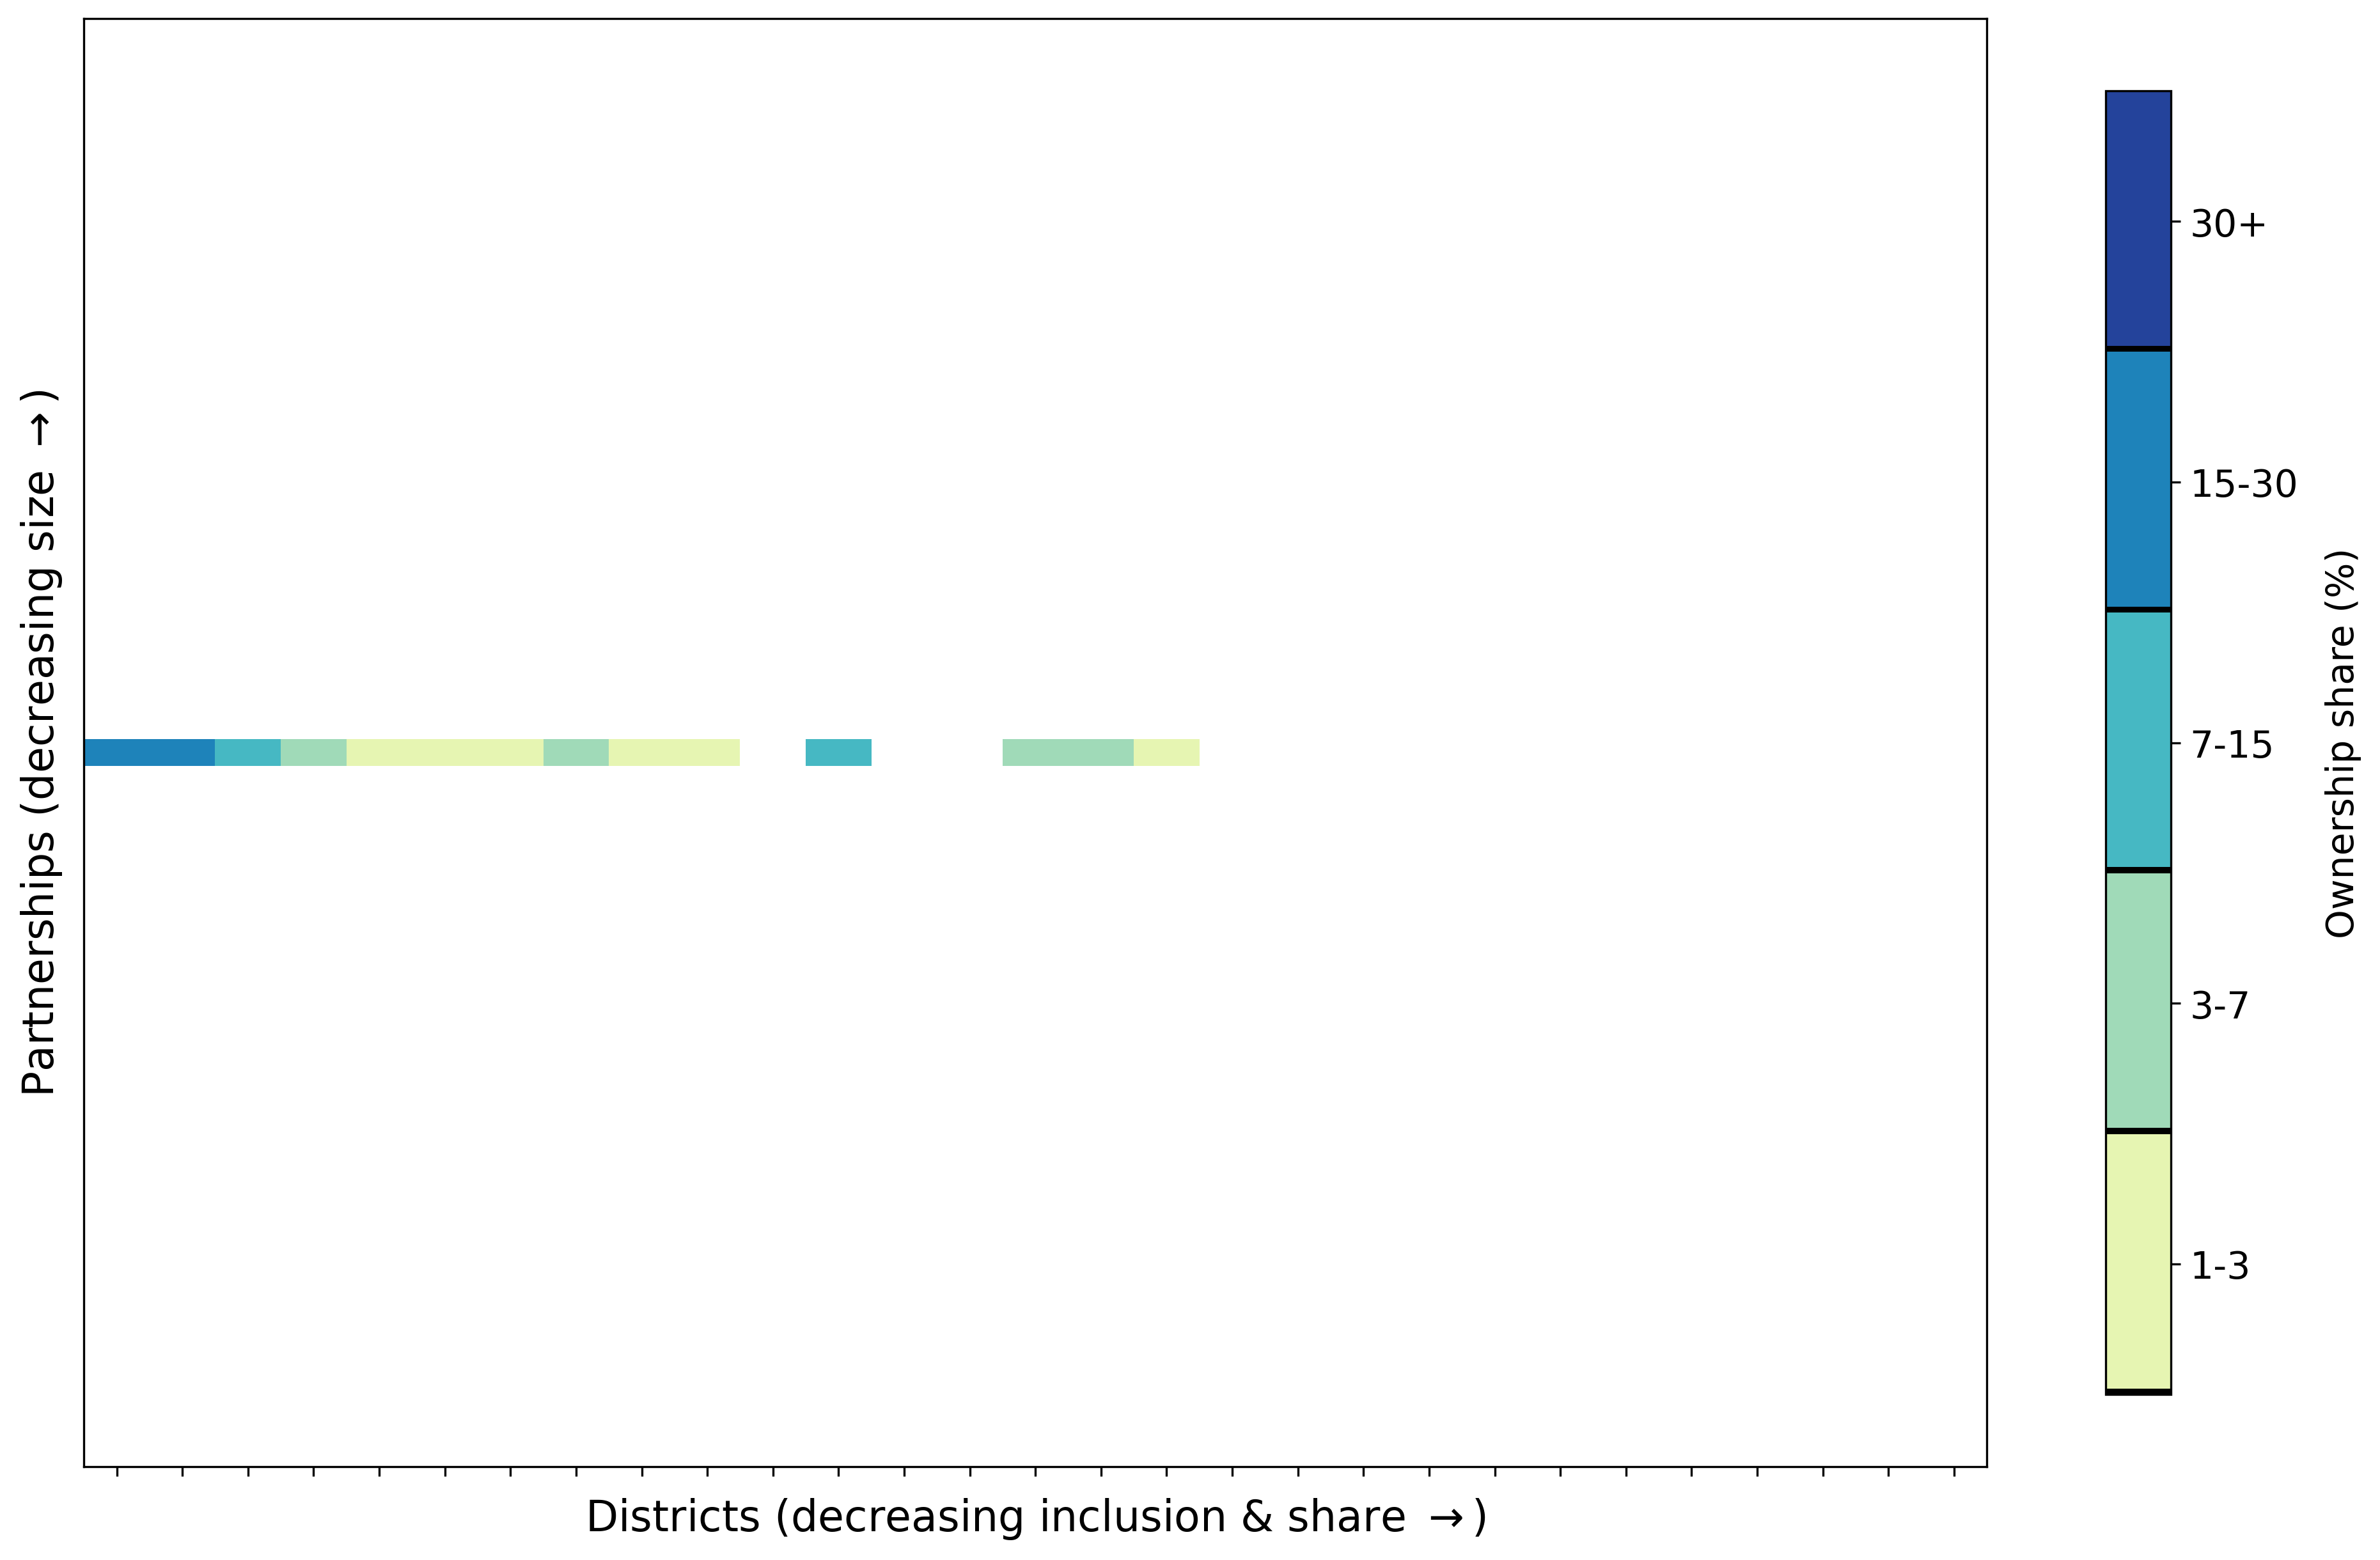 Partnerships (decreasing size →)
Districts (decreasing inclusion & share →)
30+
15-30
7-15
3-7
1-3
Ownership share (%)